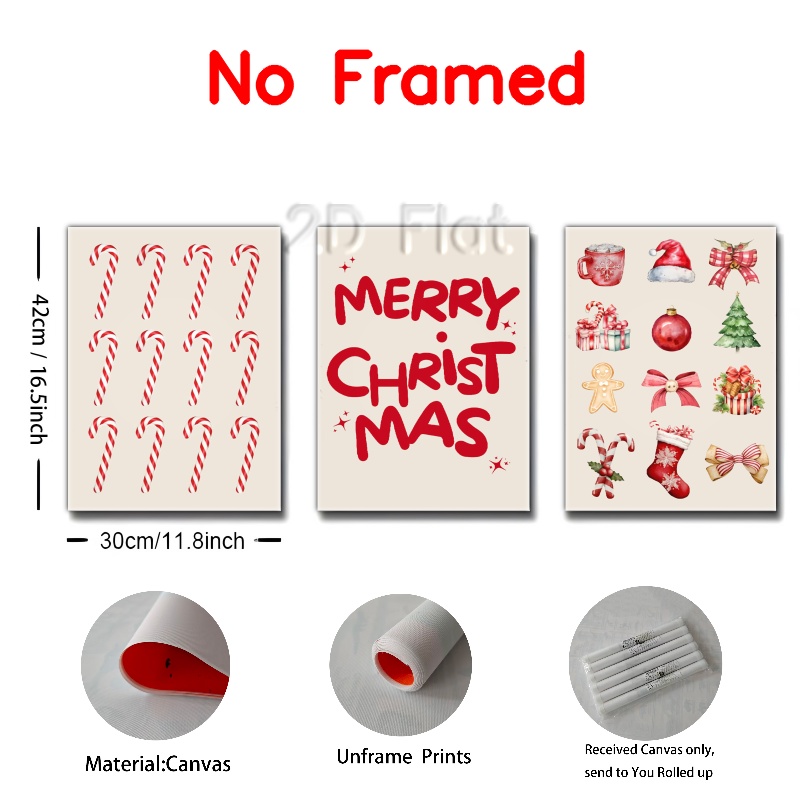 No Framed
2D Flat
MERRY
CHRIST
MAS
42cm / 16.5inch
30cm/11.8inch
Material:Canvas
Unframe Prints
Received Canvas only,
send to You Rolled up